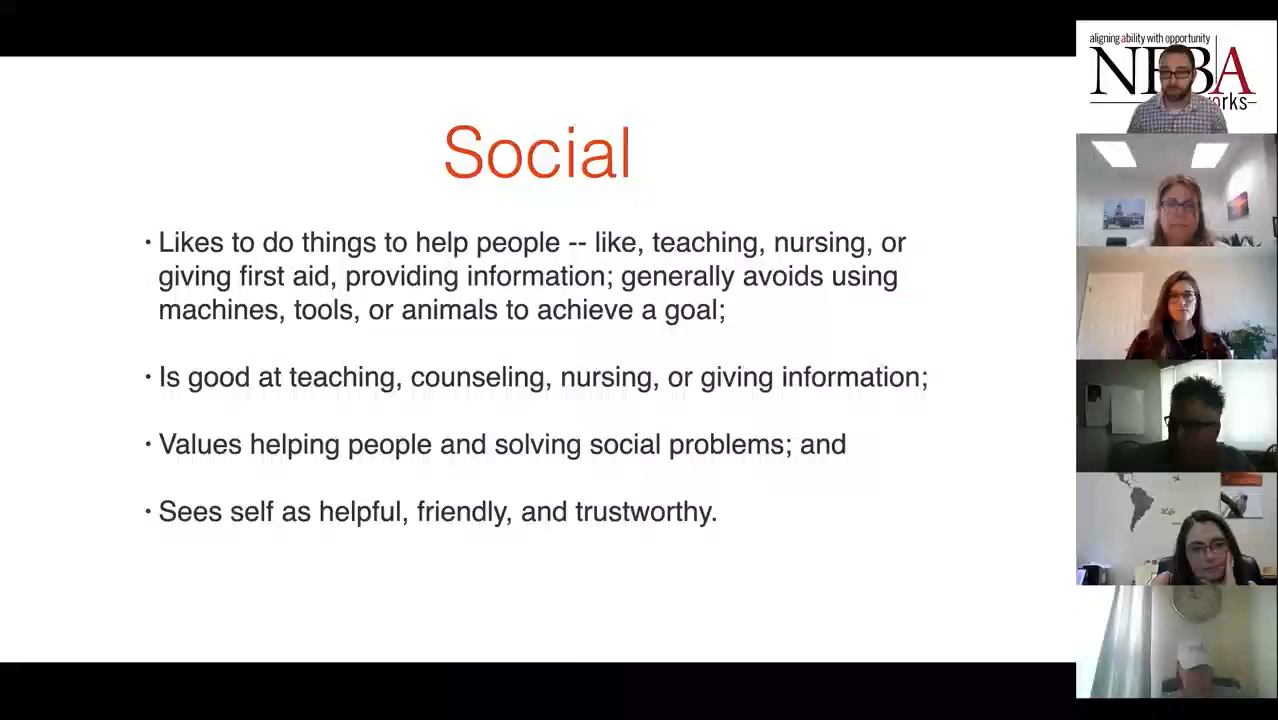 Social
· Likes to do things to help people -- like, teaching, nursing, or
giving first aid, providing information; generally avoids using
machines, tools, or animals to achieve a goal;
· Is good at teaching, counseling, nursing, or giving information;
· Values helping people and solving social problems; and
· Sees self as helpful, friendly, and trustworthy.
aligning ability with opportunity